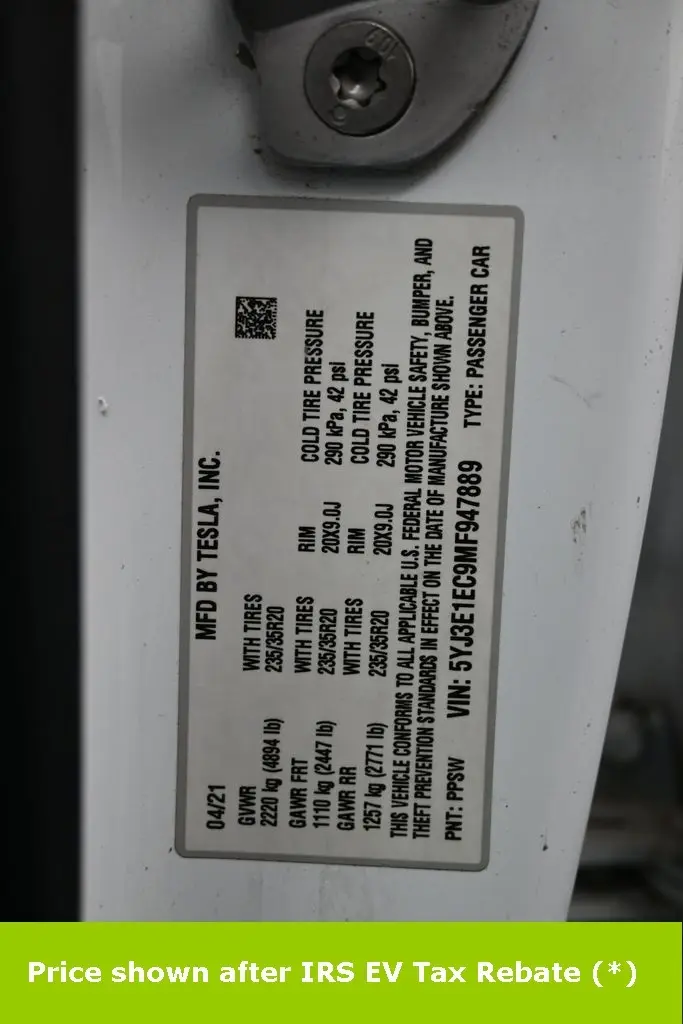 MFD BY TESLA, INC.
04/21
GVWR WITH TIRES
2220 kg (4894 lb) 235/35R20
GAWR FRT WITH TIRES RIM COLD TIRE PRESSURE
1110 kg (2447 lb) 235/35R20 20X9.0J 290 kPa, 42 psi
GAWR RR WITH TIRES RIM COLD TIRE PRESSURE
1257 kg (2771 lb) 235/35R20 20X9.0J 290 kPa, 42 psi
THIS VEHICLE CONFORMS TO ALL APPLICABLE U.S. FEDERAL MOTOR VEHICLE SAFETY, BUMPER, AND
THEFT PREVENTION STANDARDS IN EFFECT ON THE DATE OF MANUFACTURE SHOWN ABOVE.
PNT: PPSW VIN: 5YJ3E1EC9MF947889 TYPE: PASSENGER CAR
Price shown after IRS EV Tax Rebate (*)